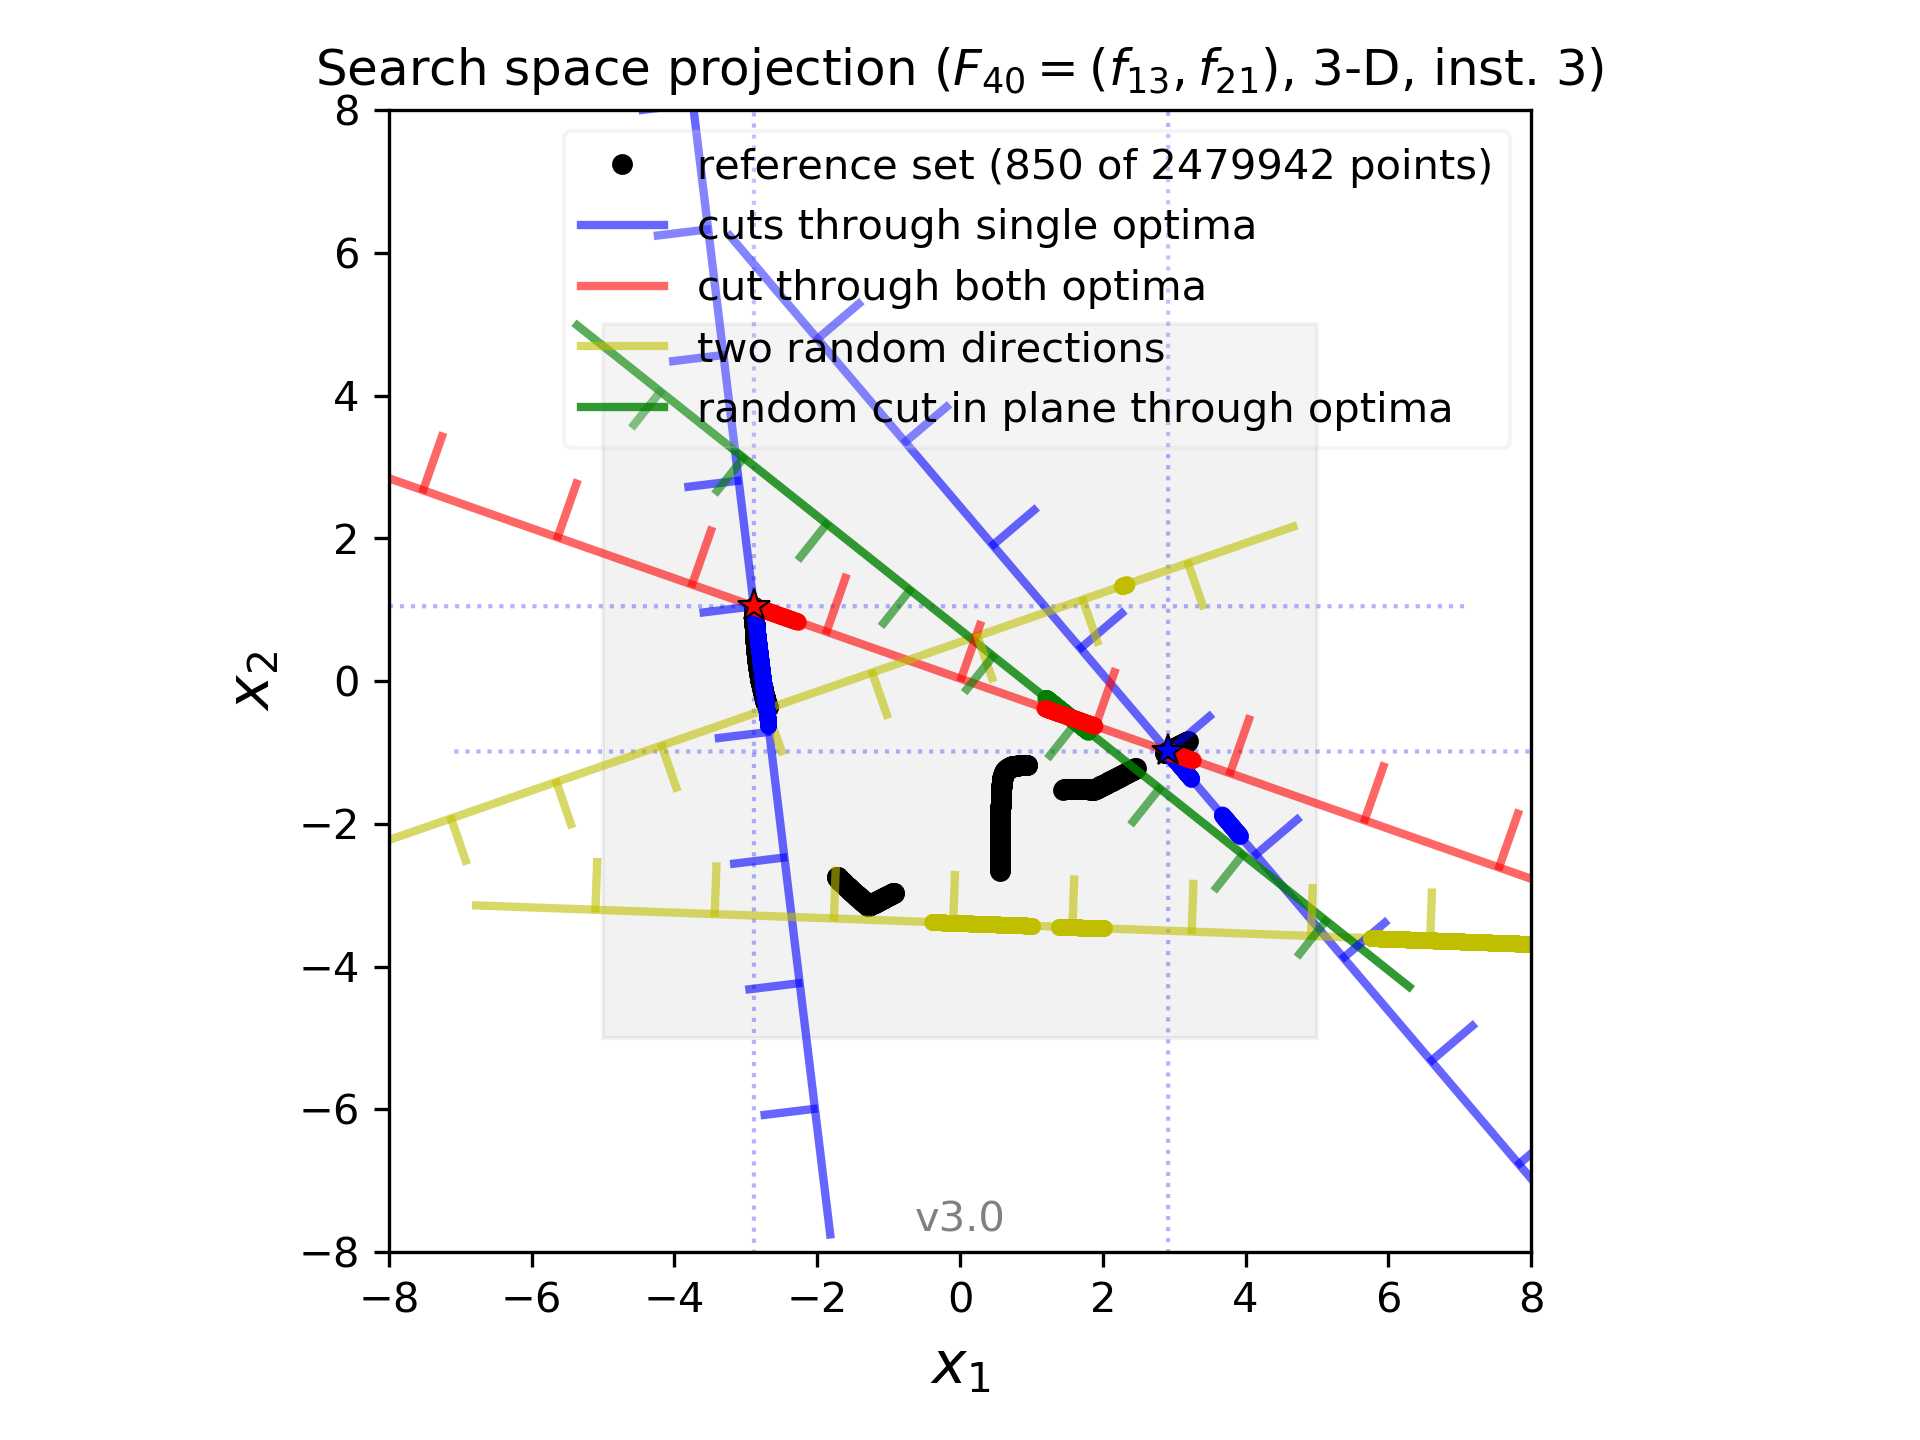 Search space projection (F₄₀ = (f₁₃, f₂₁), 3-D, inst. 3)
reference set (850 of 2479942 points)
cuts through single optima
cut through both optima
two random directions
random cut in plane through optima
8
6
4
2
0
−2
−4
−6
−8
x₂
v3.0
−8 −6 −4 −2 0 2 4 6 8
x₁